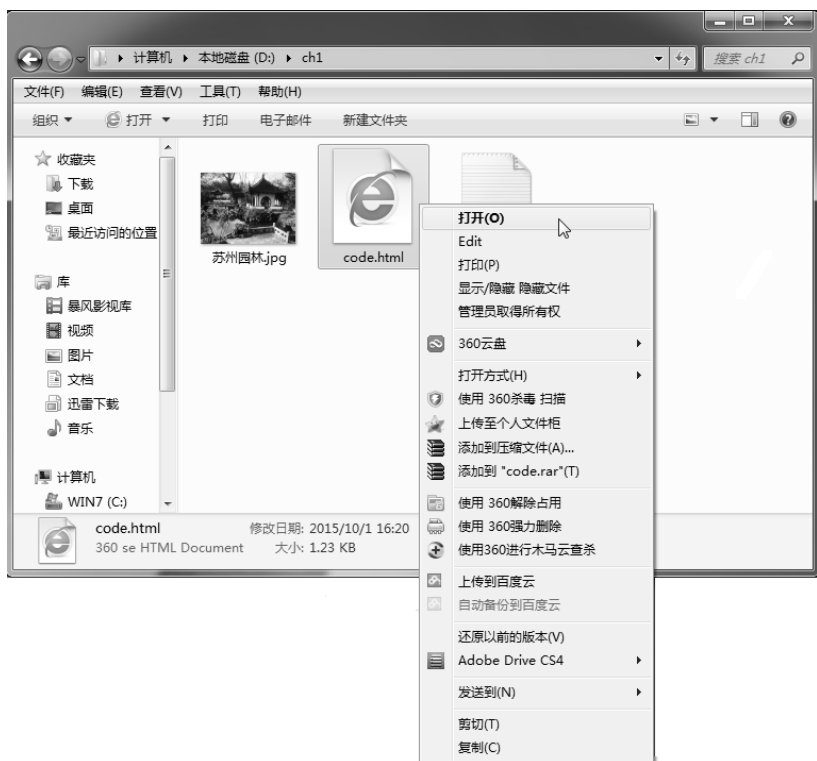 计算机 ▸ 本地磁盘 (D:) ▸ ch1
搜索 ch1
文件(F) 编辑(E) 查看(V) 工具(T) 帮助(H)
组织 打开 打印 电子邮件 新建文件夹
收藏夹
下载
桌面
最近访问的位置
库
暴风影视库
视频
图片
文档
迅雷下载
音乐
计算机
WIN7 (C:)
苏州园林.jpg
code.html
打开(O)
Edit
打印(P)
显示/隐藏 隐藏文件
管理员取得所有权
360云盘
打开方式(H)
使用 360杀毒 扫描
上传至个人文件柜
添加到压缩文件(A)...
添加到 "code.rar"(T)
使用 360解除占用
使用 360强力删除
使用360进行木马云查杀
上传到百度云
自动备份到百度云
还原以前的版本(V)
Adobe Drive CS4
发送到(N)
剪切(T)
复制(C)
code.html 修改日期: 2015/10/1 16:20
360 se HTML Document 大小: 1.23 KB